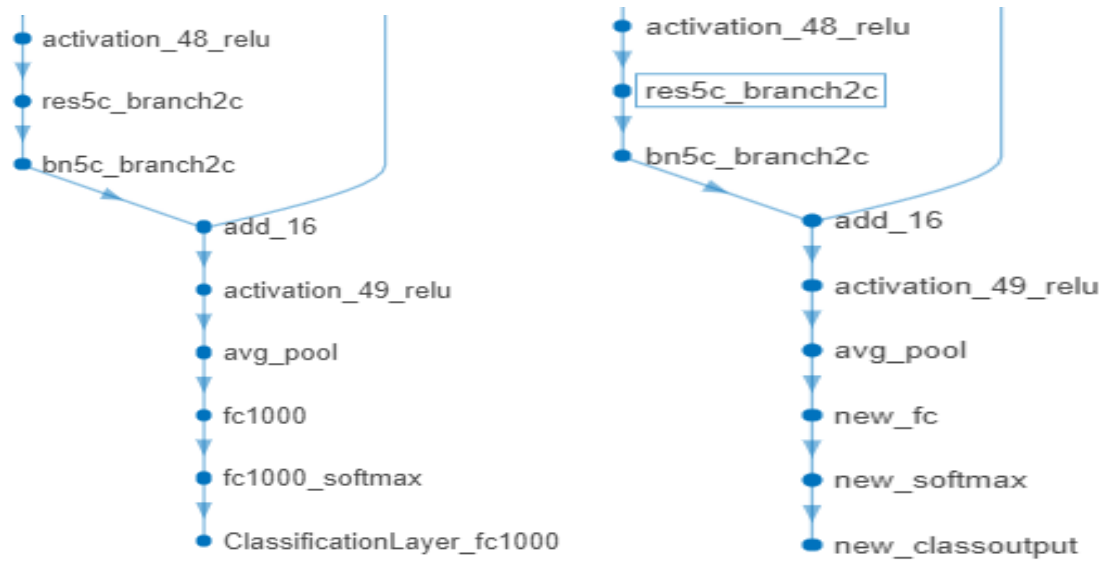 activation_48_relu
res5c_branch2c
bn5c_branch2c
add_16
activation_49_relu
avg_pool
fc1000
fc1000_softmax
ClassificationLayer_fc1000
activation_48_relu
res5c_branch2c
bn5c_branch2c
add_16
activation_49_relu
avg_pool
new_fc
new_softmax
new_classoutput